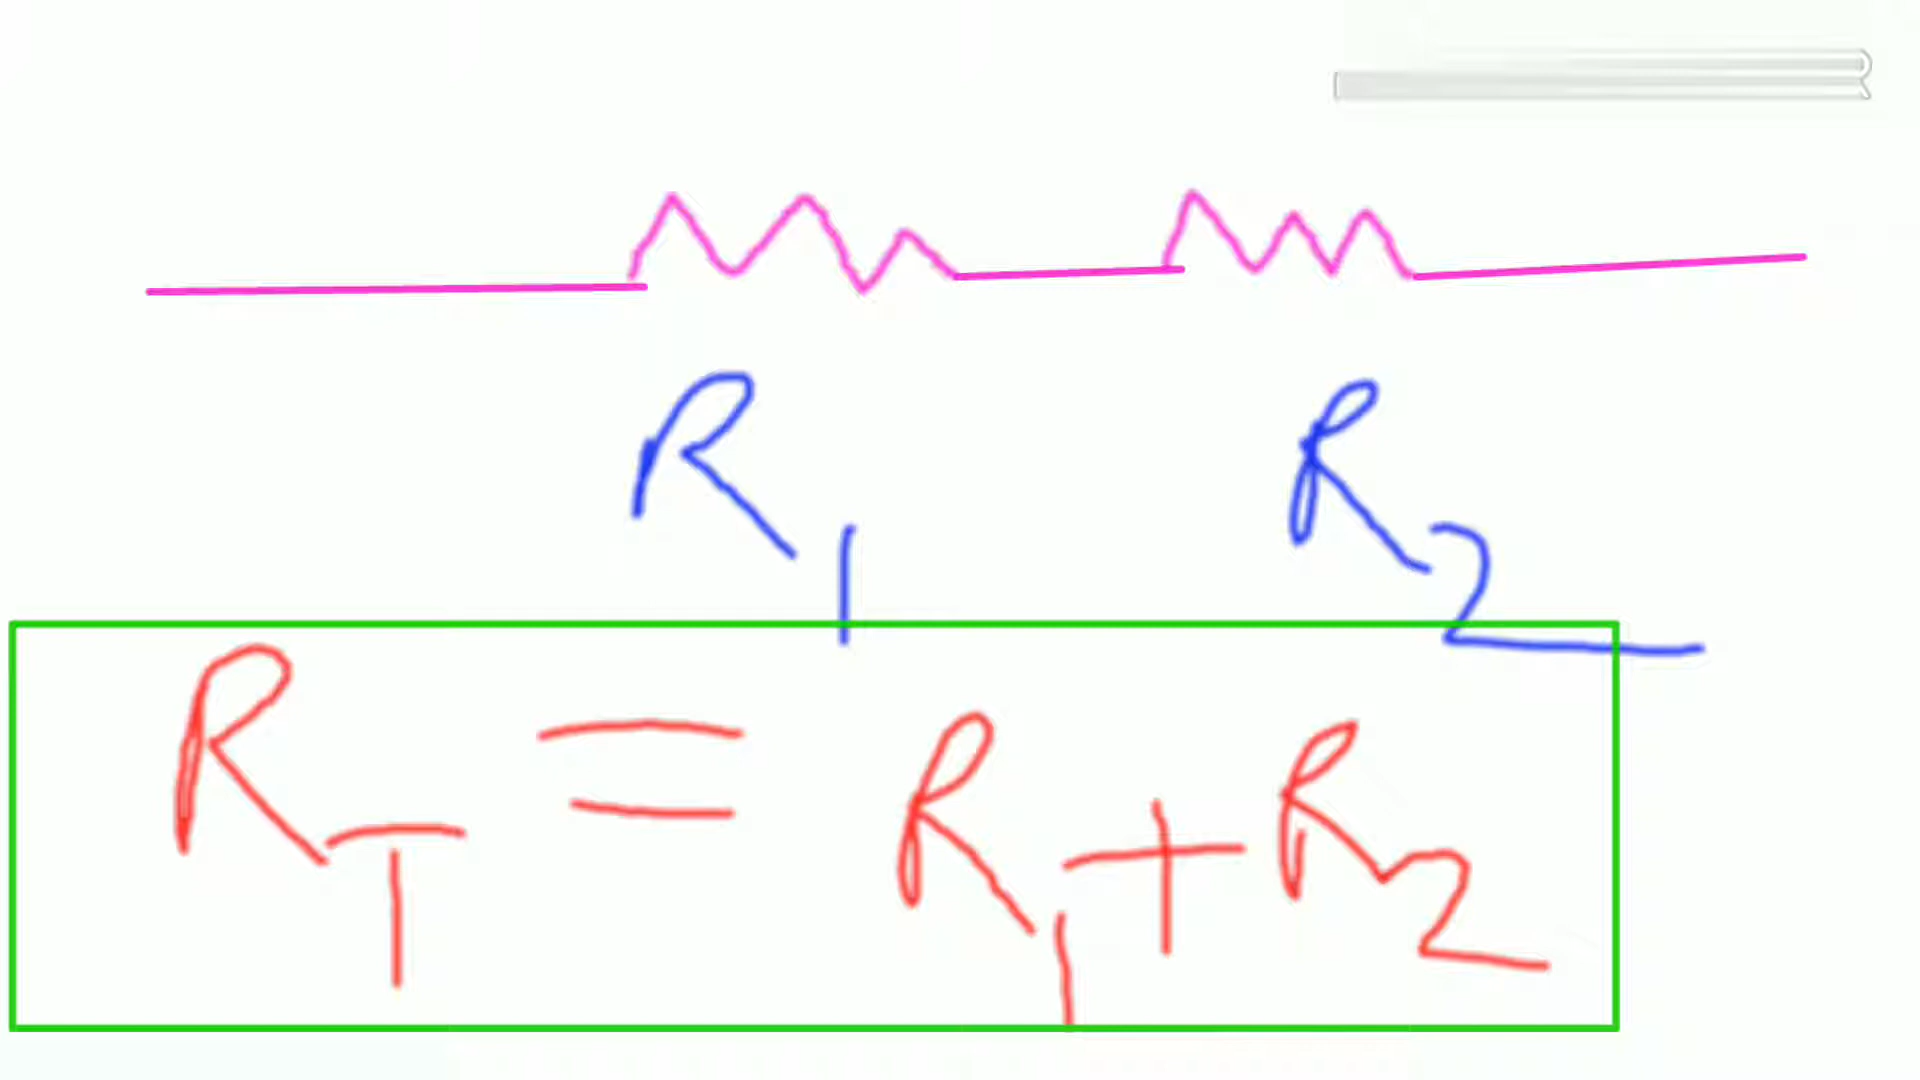 R1 R2
RT = R1 + R2